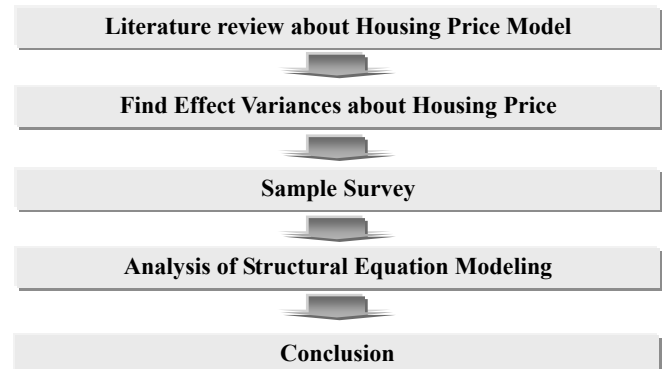 Literature review about Housing Price Model
Find Effect Variances about Housing Price
Sample Survey
Analysis of Structural Equation Modeling
Conclusion